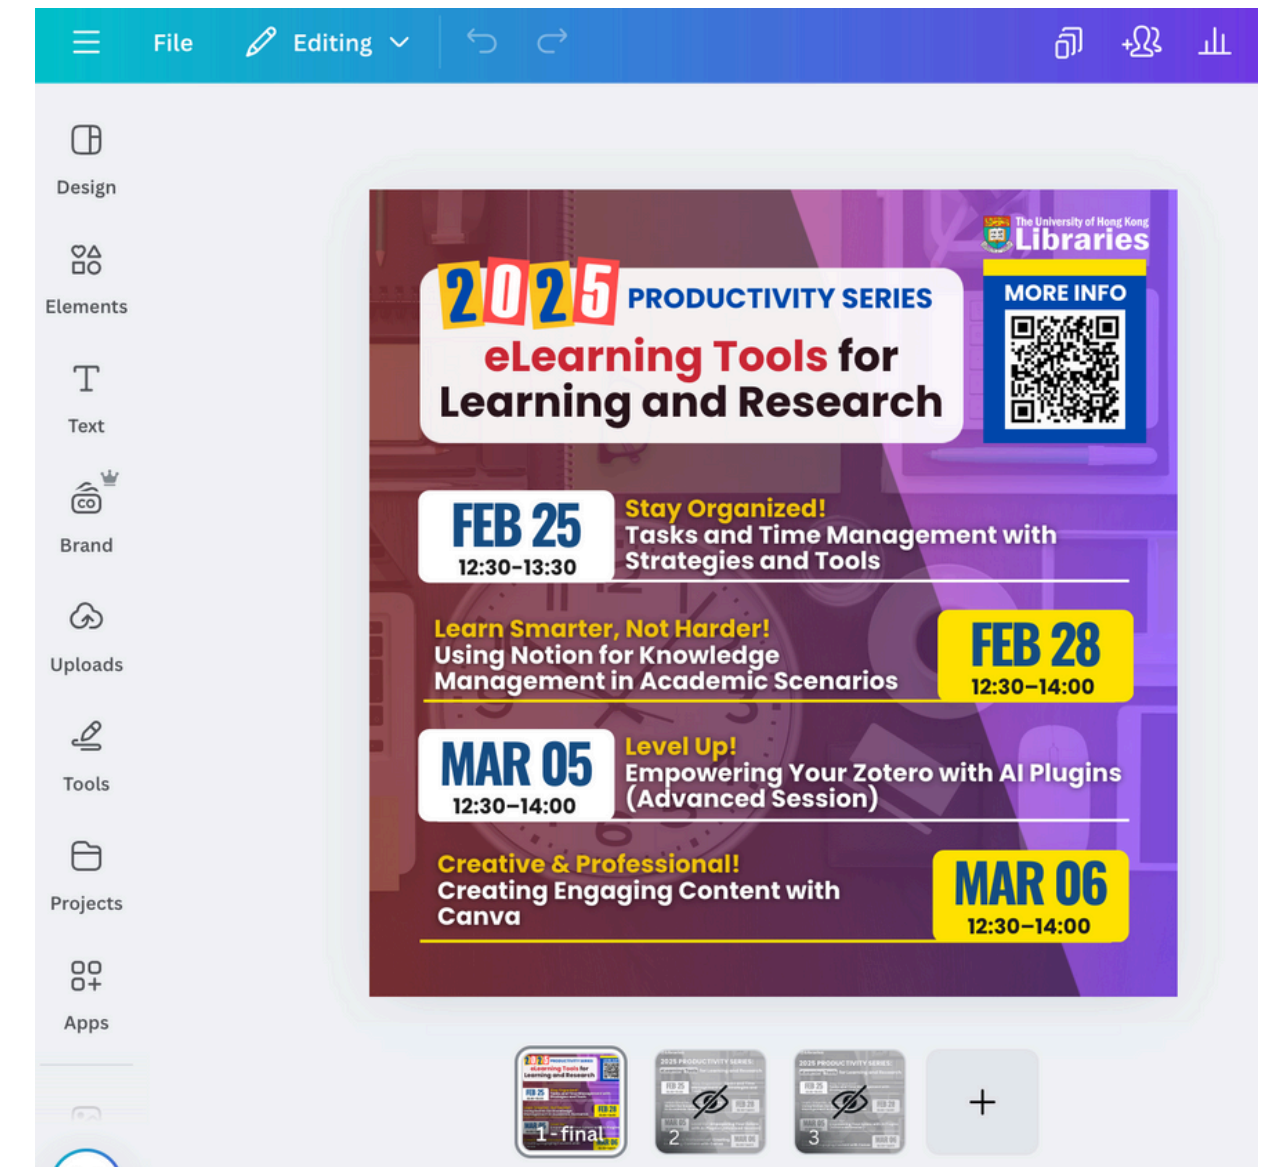 File
Editing
Design
Elements
Text
CO
Brand
Uploads
Tools
Projects
Apps
The University of Hong Kong
Libraries
2025 PRODUCTIVITY SERIES
eLearning Tools for
Learning and Research
MORE INFO
FEB 25
12:30-13:30
Stay Organized!
Tasks and Time Management with
Strategies and Tools
Learn Smarter, Not Harder!
Using Notion for Knowledge
Management in Academic Scenarios
FEB 28
12:30–14:00
MAR 05
12:30–14:00
Level Up!
Empowering Your Zotero with AI Plugins
(Advanced Session)
Creative & Professional!
Creating Engaging Content with
Canva
MAR 06
12:30–14:00
1 - final
2
3